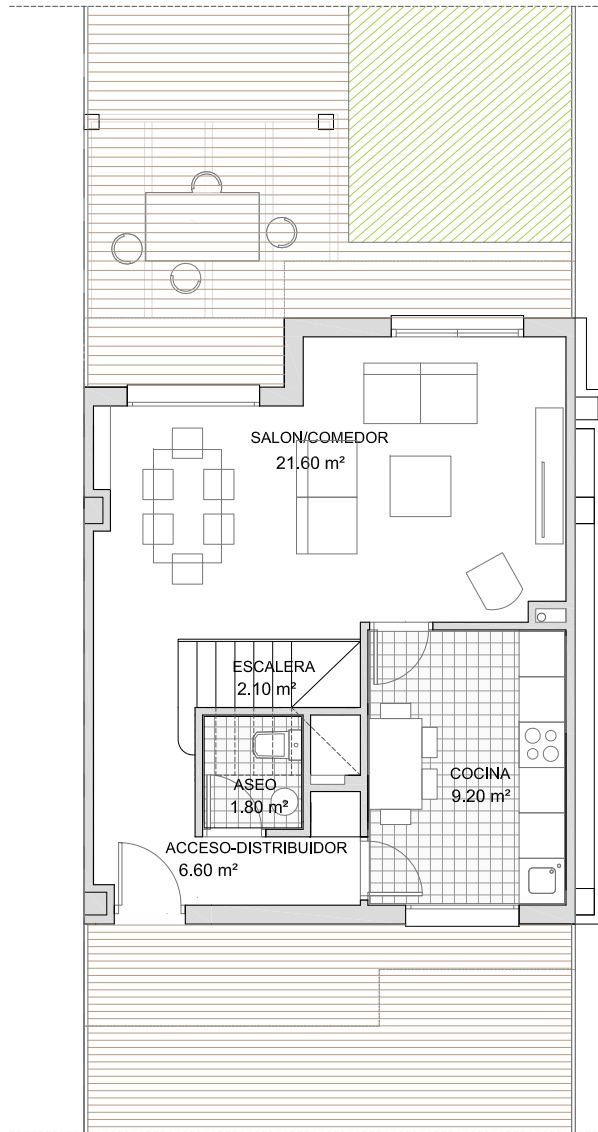 SALON/COMEDOR
21.60 m²
ESCALERA
2.10 m²
ASEO
1.80 m²
COCINA
9.20 m²
ACCESO-DISTRIBUIDOR
6.60 m²